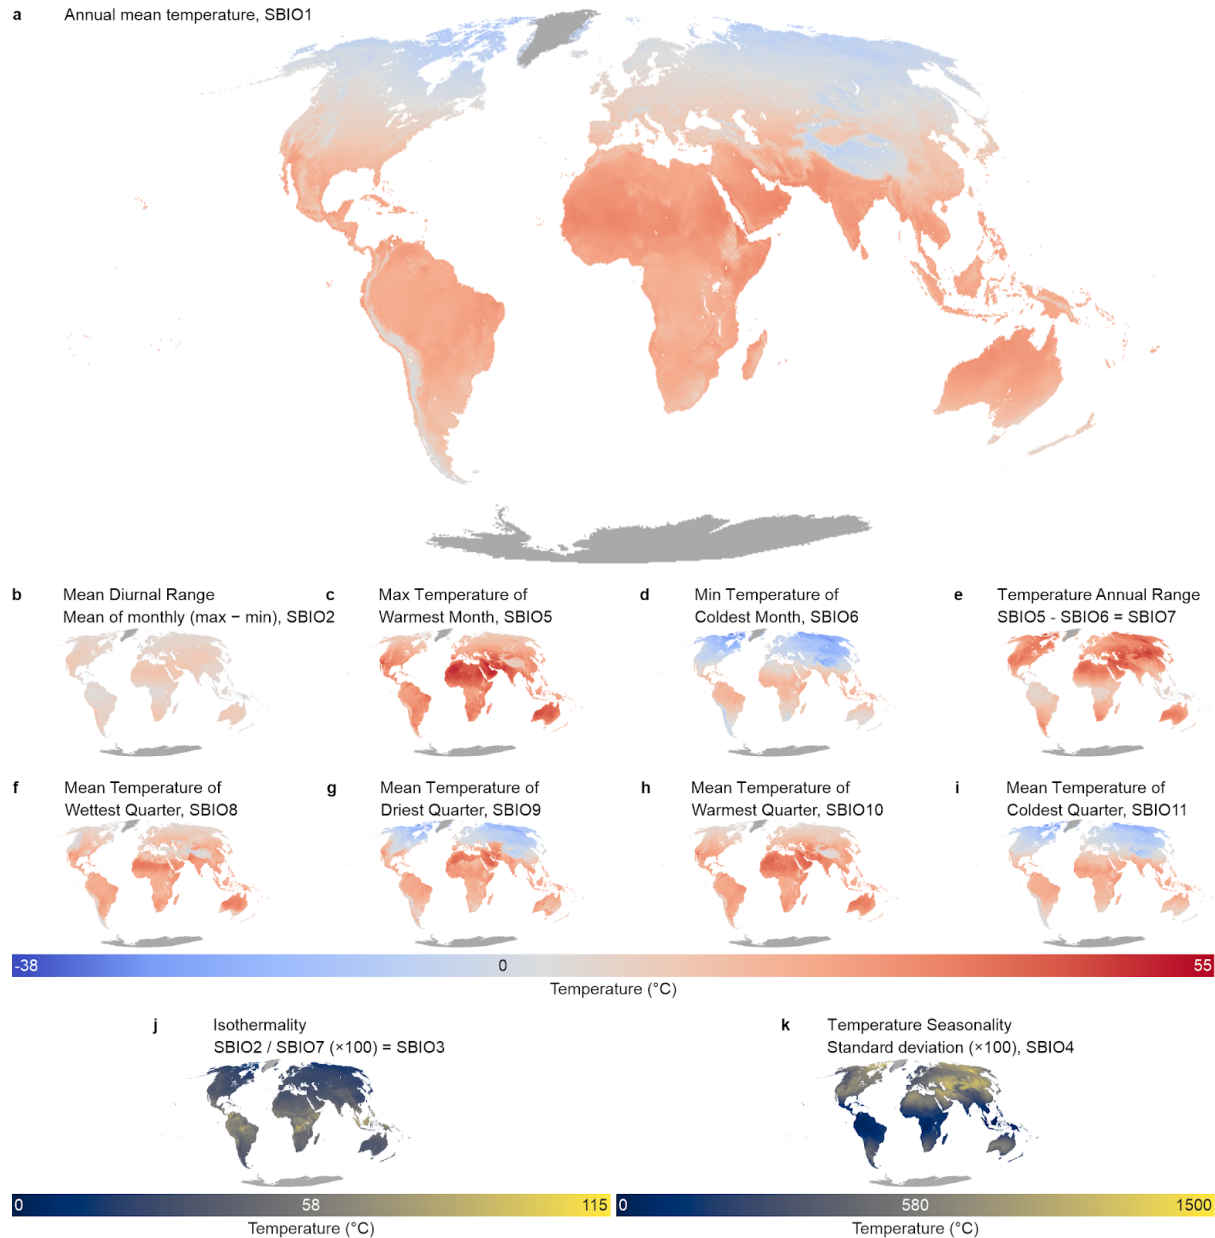 a Annual mean temperature, SBIO1
b Mean Diurnal Range
Mean of monthly (max − min), SBIO2
c Max Temperature of
Warmest Month, SBIO5
d Min Temperature of
Coldest Month, SBIO6
e Temperature Annual Range
SBIO5 - SBIO6 = SBIO7
f Mean Temperature of
Wettest Quarter, SBIO8
g Mean Temperature of
Driest Quarter, SBIO9
h Mean Temperature of
Warmest Quarter, SBIO10
i Mean Temperature of
Coldest Quarter, SBIO11
-38 0 55
Temperature (°C)
j Isothermality
SBIO2 / SBIO7 (×100) = SBIO3
k Temperature Seasonality
Standard deviation (×100), SBIO4
0 58 115
Temperature (°C)
0 580 1500
Temperature (°C)